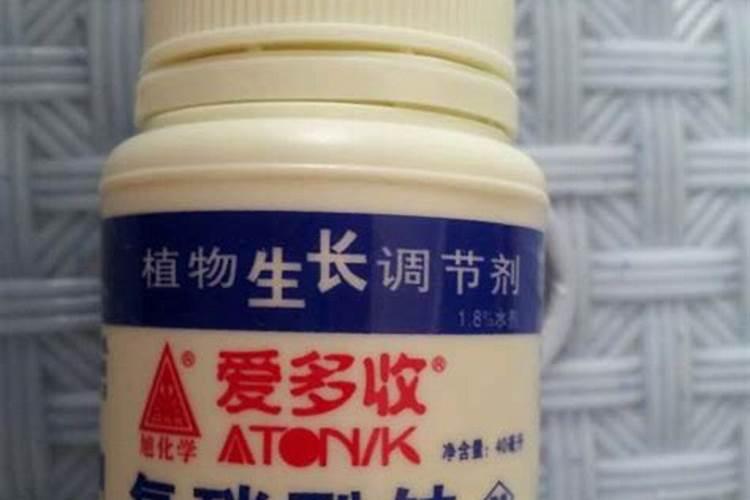 植物生长调节剂
1.8%水剂
爱多收®
ATONIK
®
旭化学
净含量：40毫升